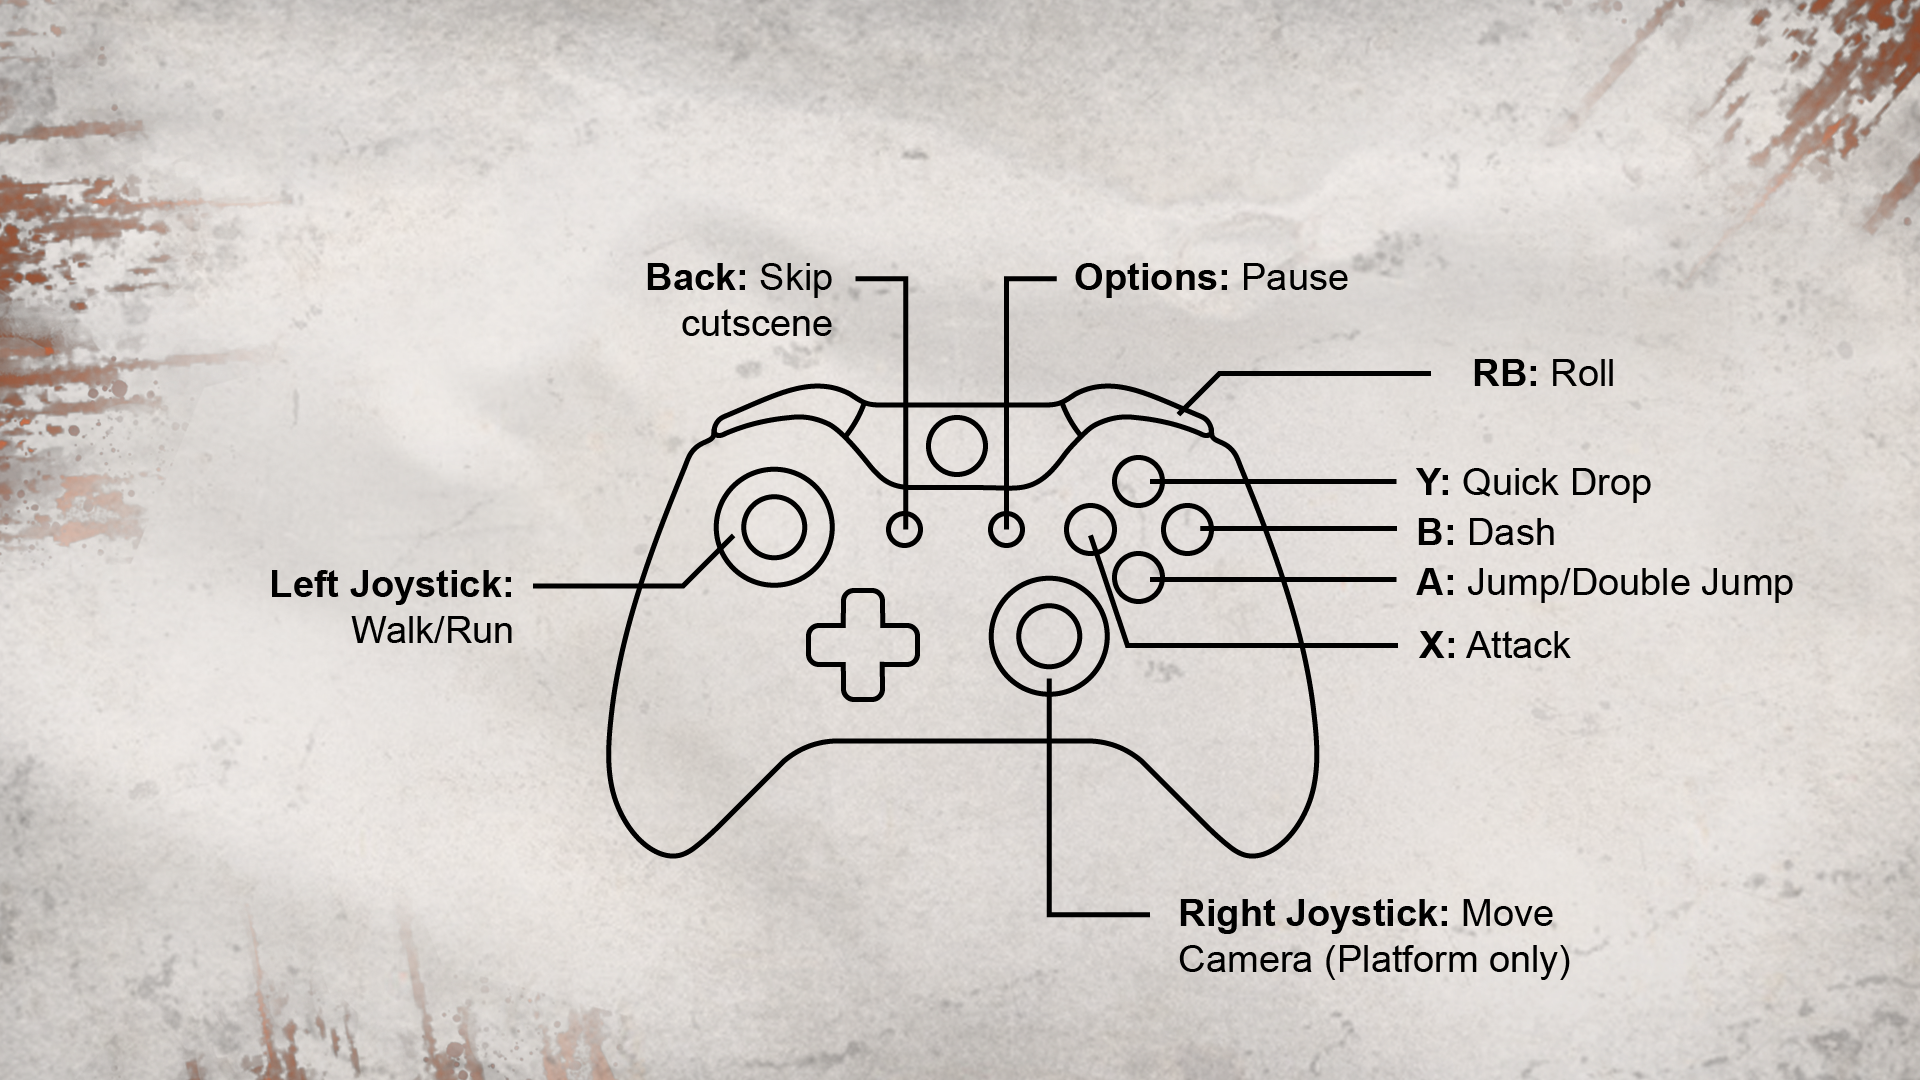 Back: Skip
cutscene
Options: Pause
RB: Roll
Y: Quick Drop
B: Dash
A: Jump/Double Jump
X: Attack
Left Joystick:
Walk/Run
Right Joystick: Move
Camera (Platform only)